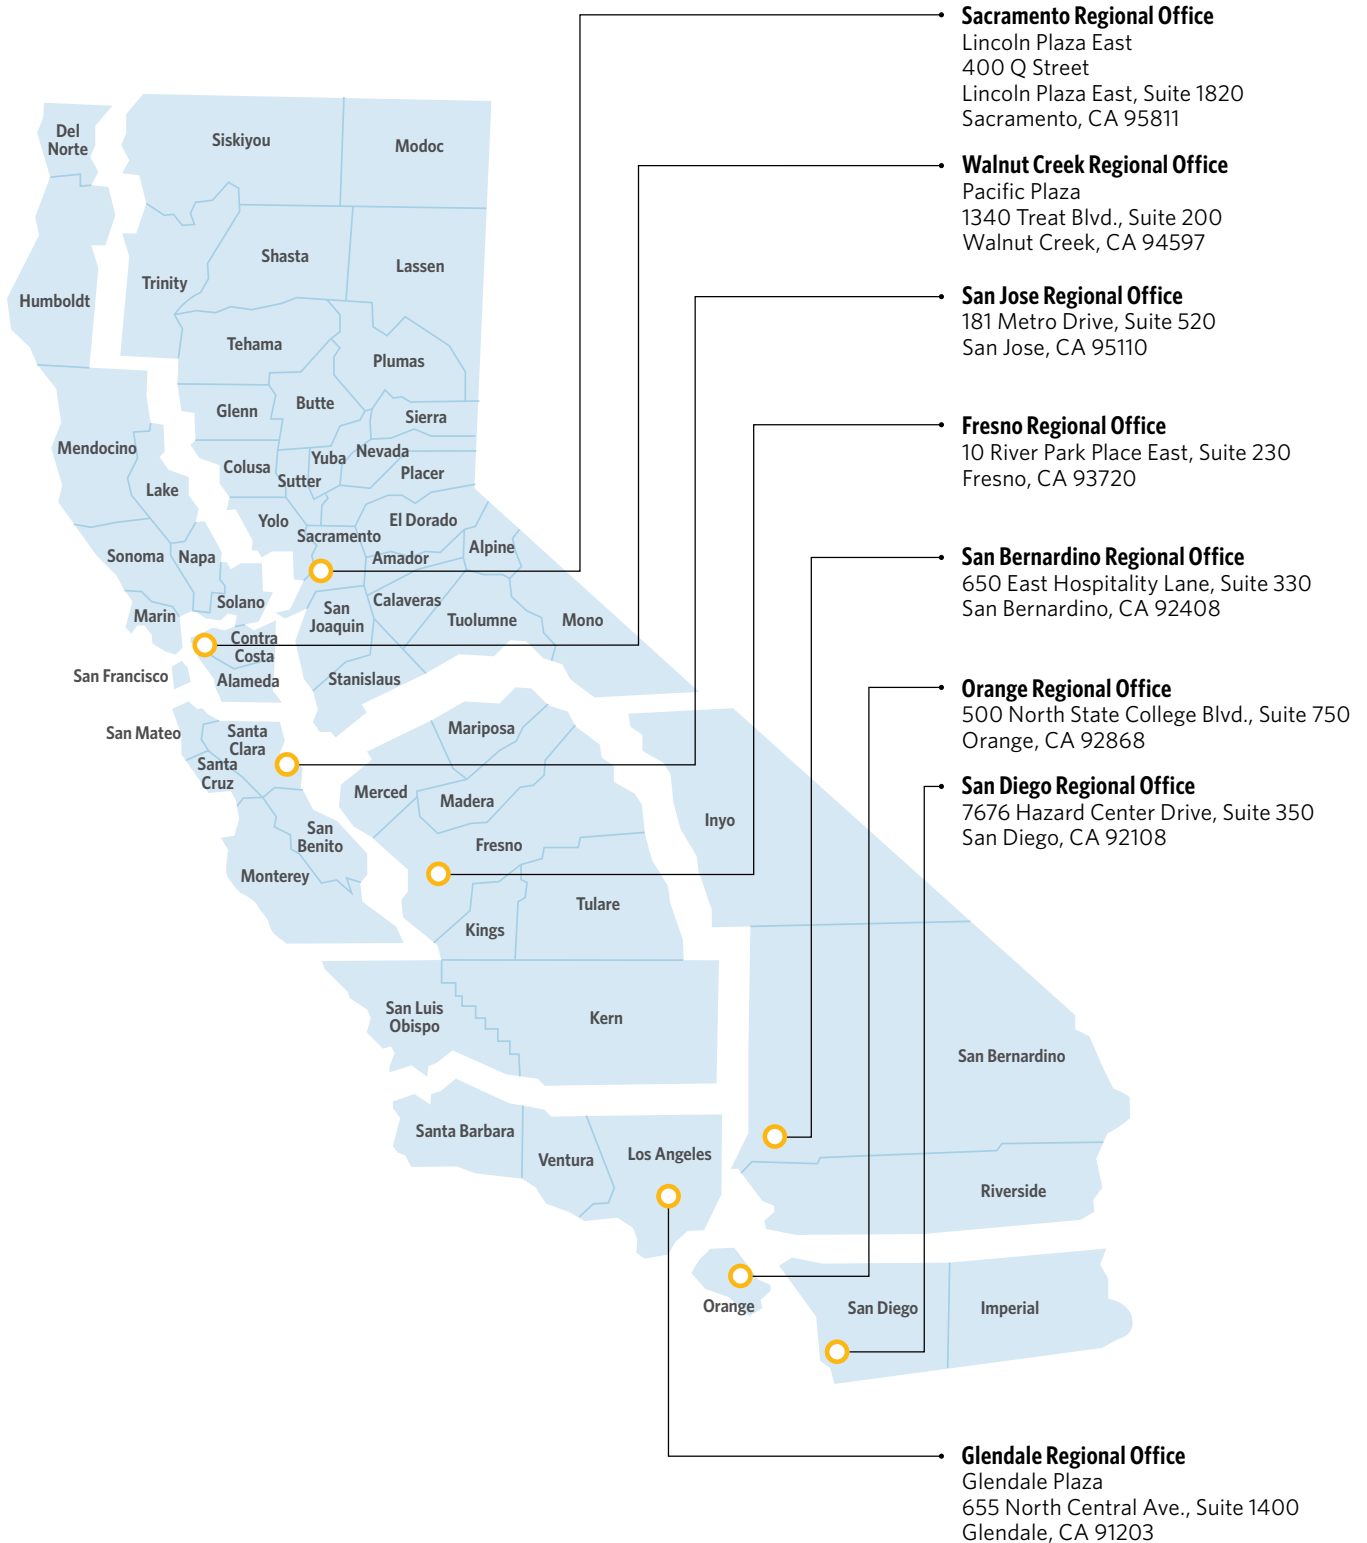 Sacramento Regional Office
Lincoln Plaza East
400 Q Street
Lincoln Plaza East, Suite 1820
Sacramento, CA 95811
Walnut Creek Regional Office
Pacific Plaza
1340 Treat Blvd., Suite 200
Walnut Creek, CA 94597
San Jose Regional Office
181 Metro Drive, Suite 520
San Jose, CA 95110
Fresno Regional Office
10 River Park Place East, Suite 230
Fresno, CA 93720
San Bernardino Regional Office
650 East Hospitality Lane, Suite 330
San Bernardino, CA 92408
Orange Regional Office
500 North State College Blvd., Suite 750
Orange, CA 92868
San Diego Regional Office
7676 Hazard Center Drive, Suite 350
San Diego, CA 92108
Glendale Regional Office
Glendale Plaza
655 North Central Ave., Suite 1400
Glendale, CA 91203
Del
Norte
Siskiyou
Modoc
Humboldt
Trinity
Shasta
Lassen
Tehama
Plumas
Glenn
Butte
Sierra
Mendocino
Colusa
Sutter
Yuba
Nevada
Placer
Lake
Yolo
Sacramento
El Dorado
Sonoma
Napa
Amador
Alpine
Solano
Marin
San
Joaquin
Calaveras
Tuolumne
Mono
Contra
Costa
San Francisco
Alameda
Stanislaus
San Mateo
Santa
Clara
Santa
Cruz
Mariposa
Merced
Madera
San
Benito
Fresno
Inyo
Monterey
Kings
Tulare
San Luis
Obispo
Kern
San Bernardino
Santa Barbara
Ventura
Los Angeles
Riverside
Orange
San Diego
Imperial